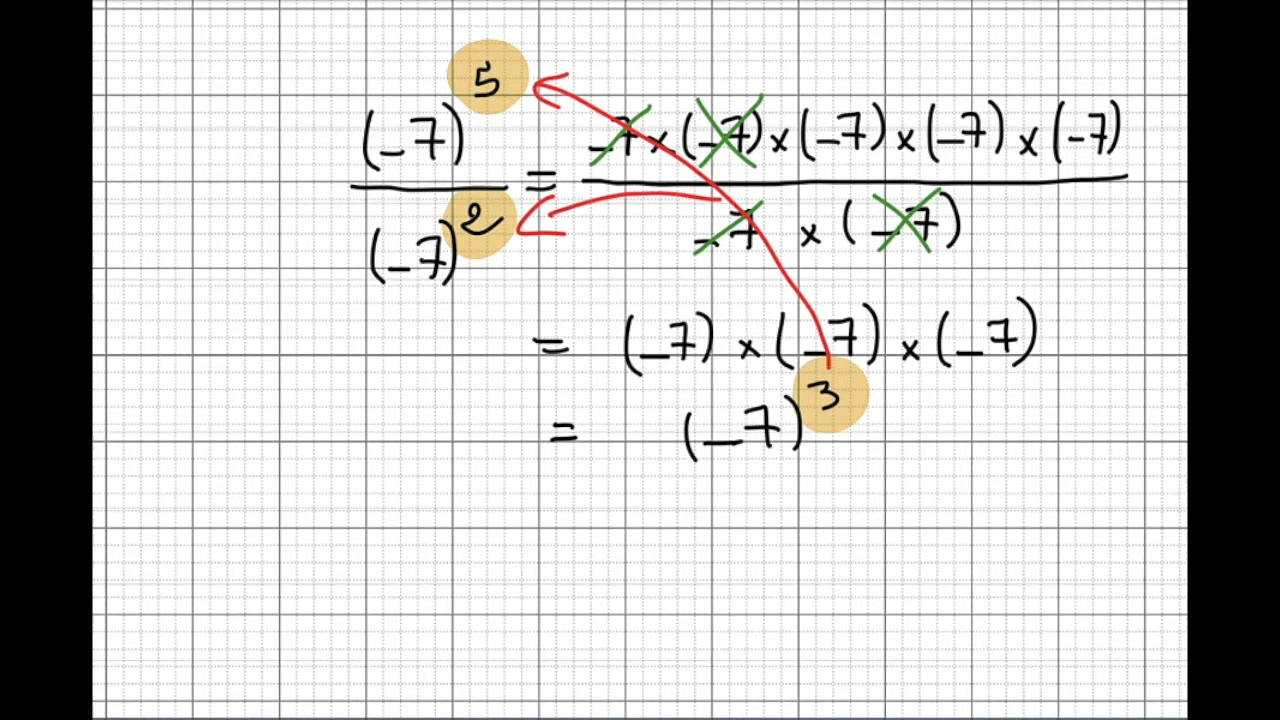 (-7)^5 / (-7)^2 = -7 × (-7) × (-7) × (-7) × (-7) / -7 × (-7)
= (-7) × (-7) × (-7)
= (-7)^3